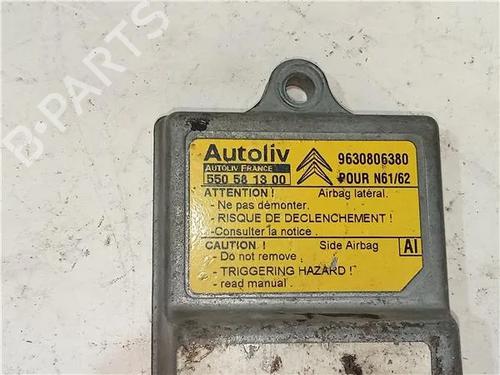 B-PARTS
Autoliv
AUTOLIV FRANCE
550 58 13 00
9630806380
POUR N61/62
ATTENTION ! Airbag latéral.
- Ne pas démonter.
- RISQUE DE DECLENCHEMENT !
-Consulter la notice .
CAUTION ! Side Airbag AI
- Do not remove
- TRIGGERING HAZARD !
- read manual .